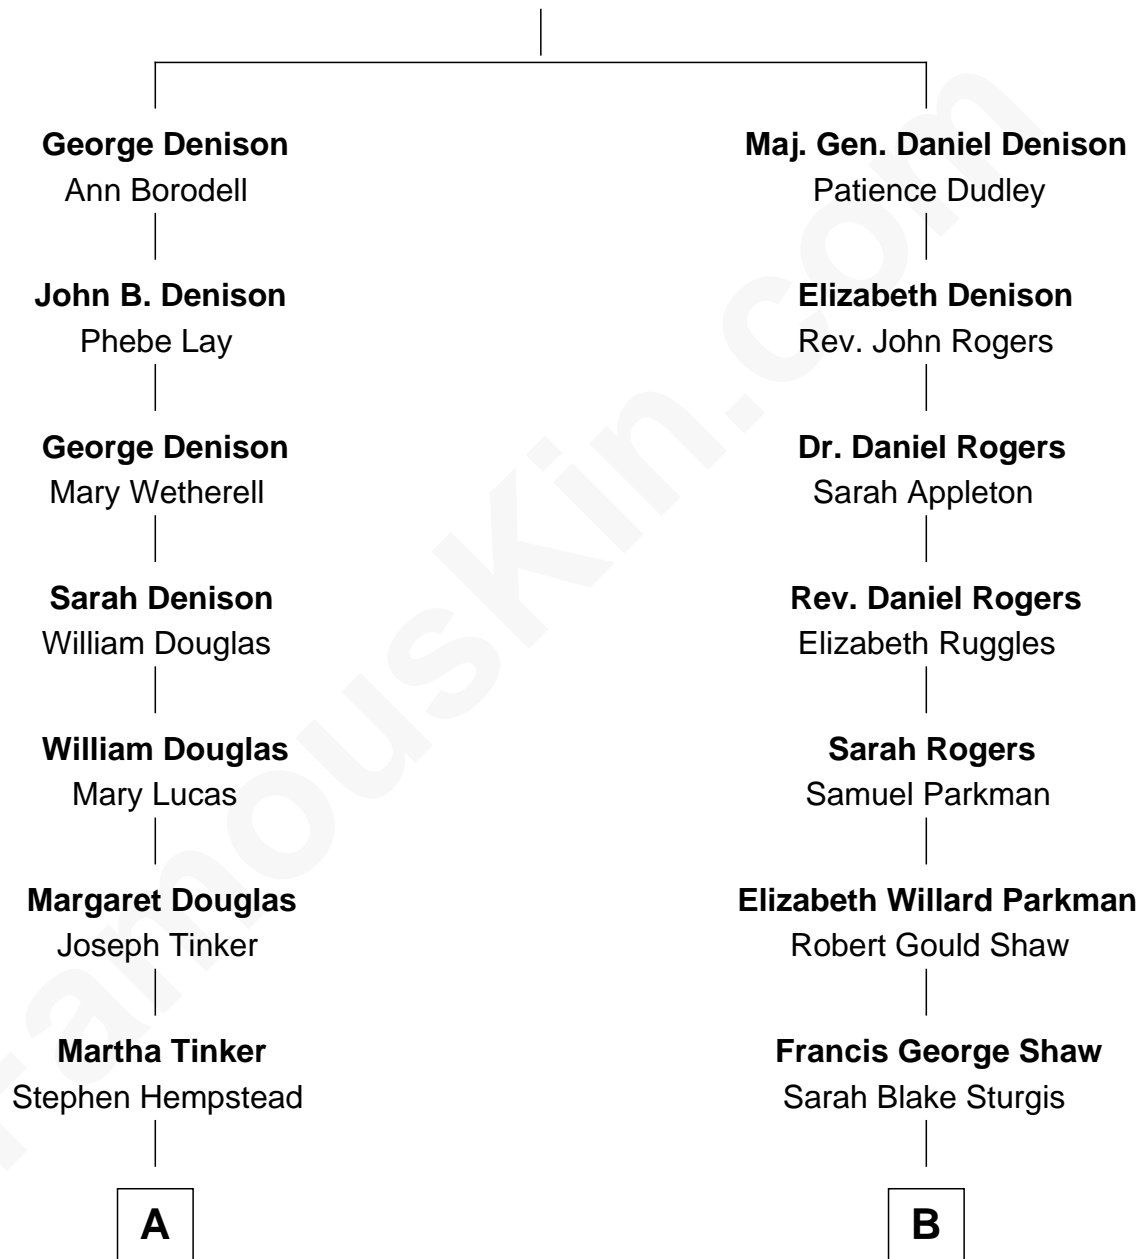 George Denison
Ann Borodell
John B. Denison
Phebe Lay
George Denison
Mary Wetherell
Sarah Denison
William Douglas
William Douglas
Mary Lucas
Margaret Douglas
Joseph Tinker
Martha Tinker
Stephen Hempstead
A
Maj. Gen. Daniel Denison
Patience Dudley
Elizabeth Denison
Rev. John Rogers
Dr. Daniel Rogers
Sarah Appleton
Rev. Daniel Rogers
Elizabeth Ruggles
Sarah Rogers
Samuel Parkman
Elizabeth Willard Parkman
Robert Gould Shaw
Francis George Shaw
Sarah Blake Sturgis
B
FamousKin.com